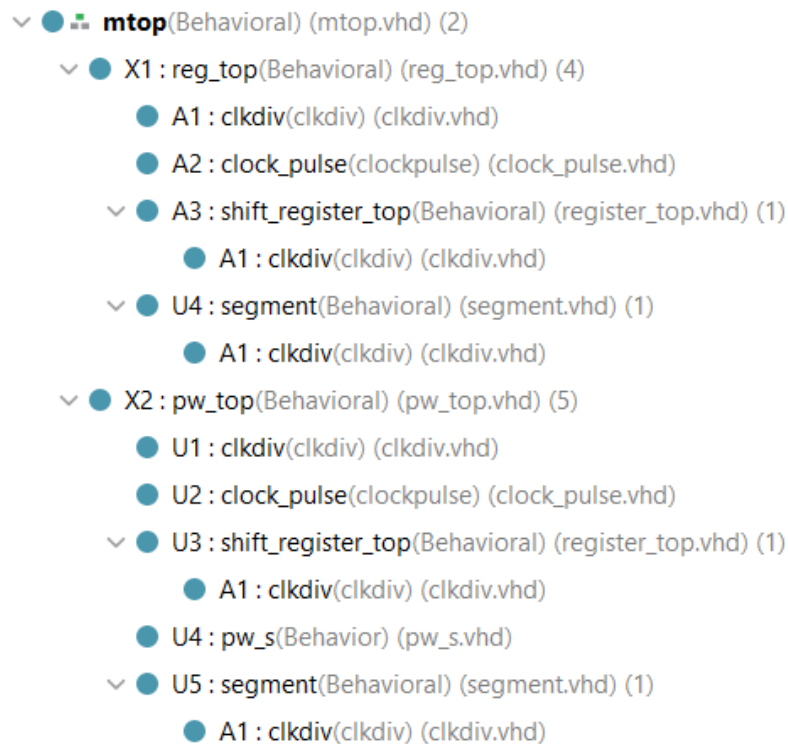 mtop(Behavioral) (mtop.vhd) (2)
X1 : reg_top(Behavioral) (reg_top.vhd) (4)
A1 : clkdiv(clkdiv) (clkdiv.vhd)
A2 : clock_pulse(clockpulse) (clock_pulse.vhd)
A3 : shift_register_top(Behavioral) (register_top.vhd) (1)
A1 : clkdiv(clkdiv) (clkdiv.vhd)
U4 : segment(Behavioral) (segment.vhd) (1)
A1 : clkdiv(clkdiv) (clkdiv.vhd)
X2 : pw_top(Behavioral) (pw_top.vhd) (5)
U1 : clkdiv(clkdiv) (clkdiv.vhd)
U2 : clock_pulse(clockpulse) (clock_pulse.vhd)
U3 : shift_register_top(Behavioral) (register_top.vhd) (1)
A1 : clkdiv(clkdiv) (clkdiv.vhd)
U4 : pw_s(Behavior) (pw_s.vhd)
U5 : segment(Behavioral) (segment.vhd) (1)
A1 : clkdiv(clkdiv) (clkdiv.vhd)